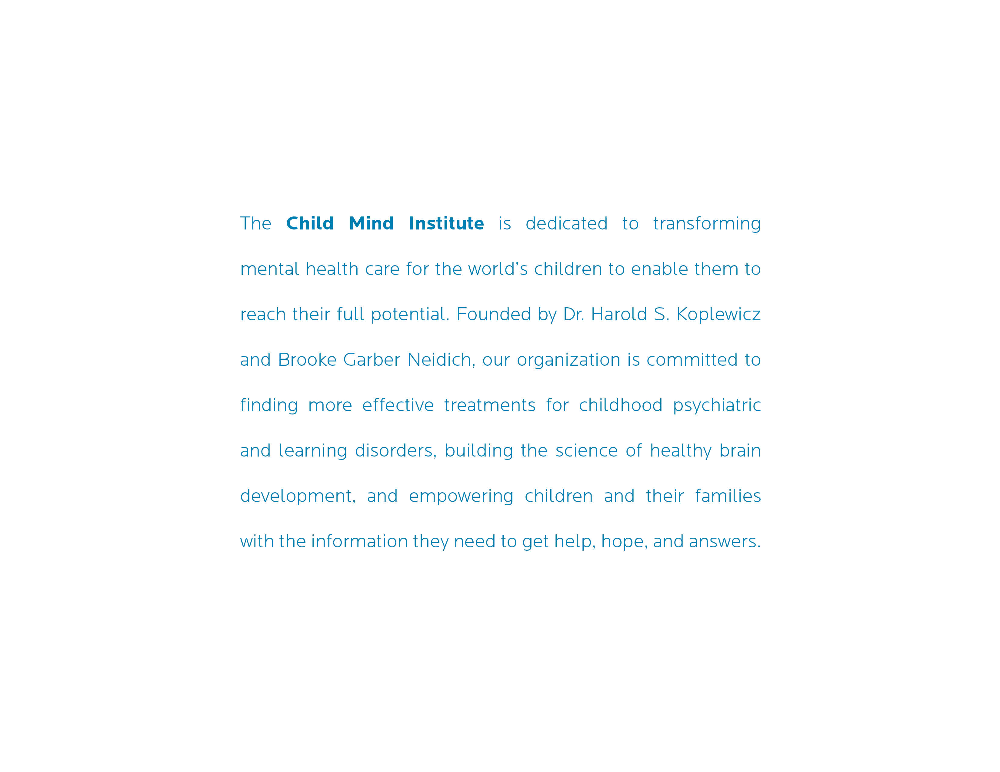 The Child Mind Institute is dedicated to transforming
mental health care for the world’s children to enable them to
reach their full potential. Founded by Dr. Harold S. Koplewicz
and Brooke Garber Neidich, our organization is committed to
finding more effective treatments for childhood psychiatric
and learning disorders, building the science of healthy brain
development, and empowering children and their families
with the information they need to get help, hope, and answers.